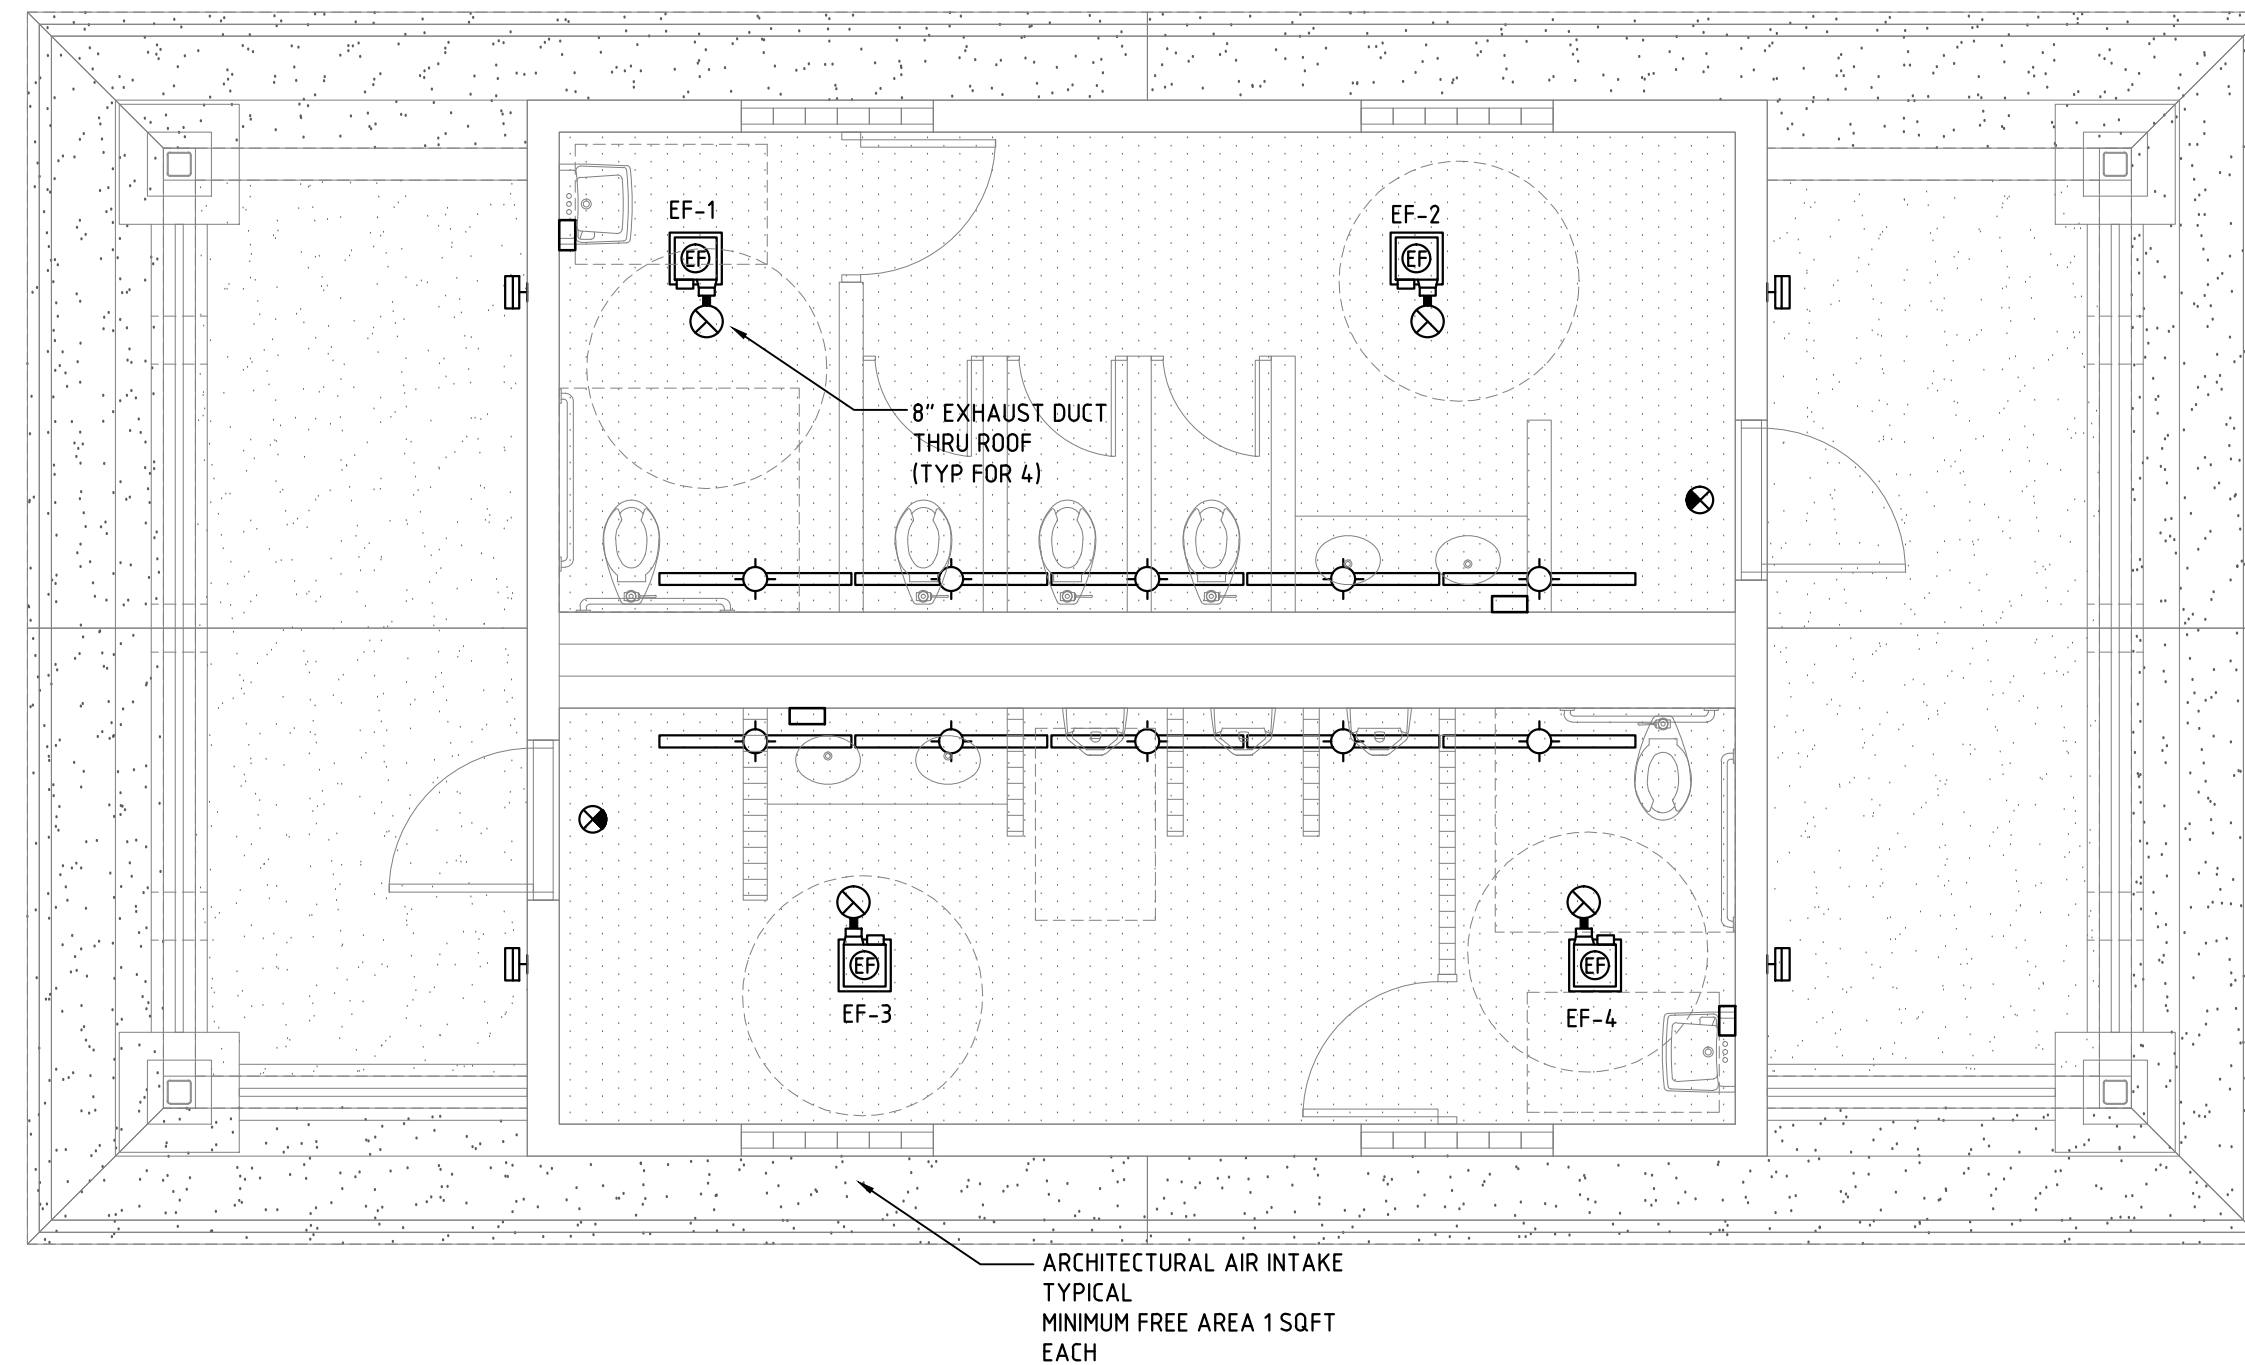 EF-1
EF-2
EF
EF
8" EXHAUST DUCT
THRU ROOF
(TYP FOR 4)
EF
EF
EF-3
EF-4
ARCHITECTURAL AIR INTAKE
TYPICAL
MINIMUM FREE AREA 1 SQFT
EACH